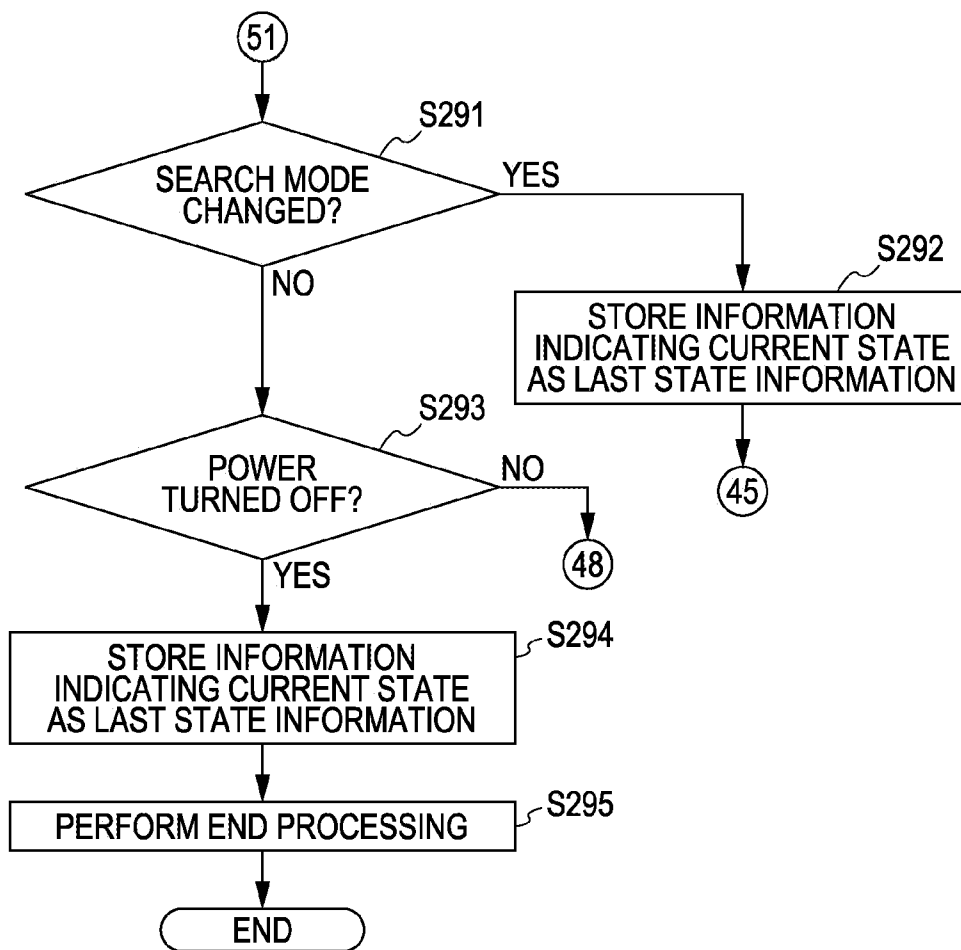 51
S291
SEARCH MODE
CHANGED?
YES
NO
S292
STORE INFORMATION
INDICATING CURRENT STATE
AS LAST STATE INFORMATION
45
S293
POWER
TURNED OFF?
NO
48
YES
S294
STORE INFORMATION
INDICATING CURRENT STATE
AS LAST STATE INFORMATION
S295
PERFORM END PROCESSING
END